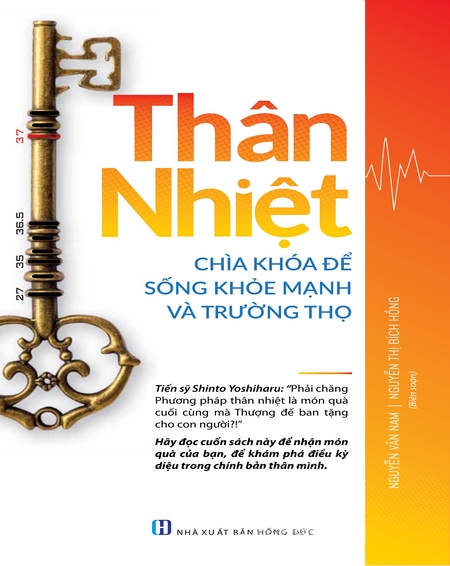 Thân
Nhiệt
CHÌA KHÓA ĐỂ
SỐNG KHỎE MẠNH
VÀ TRƯỜNG THỌ
37
36.5
35
27
Tiến sỹ Shinto Yoshiharu: “Phải chăng
Phương pháp thân nhiệt là món quà
cuối cùng mà Thượng đế ban tặng
cho con người?!”
Hãy đọc cuốn sách này để nhận món
quà của bạn, để khám phá điều kỳ
diệu trong chính bản thân mình.
NGUYỄN VĂN NAM | NGUYỄN THỊ BÍCH HỒNG
(Biên soạn)
NHÀ XUẤT BẢN HỒNG ĐỨC